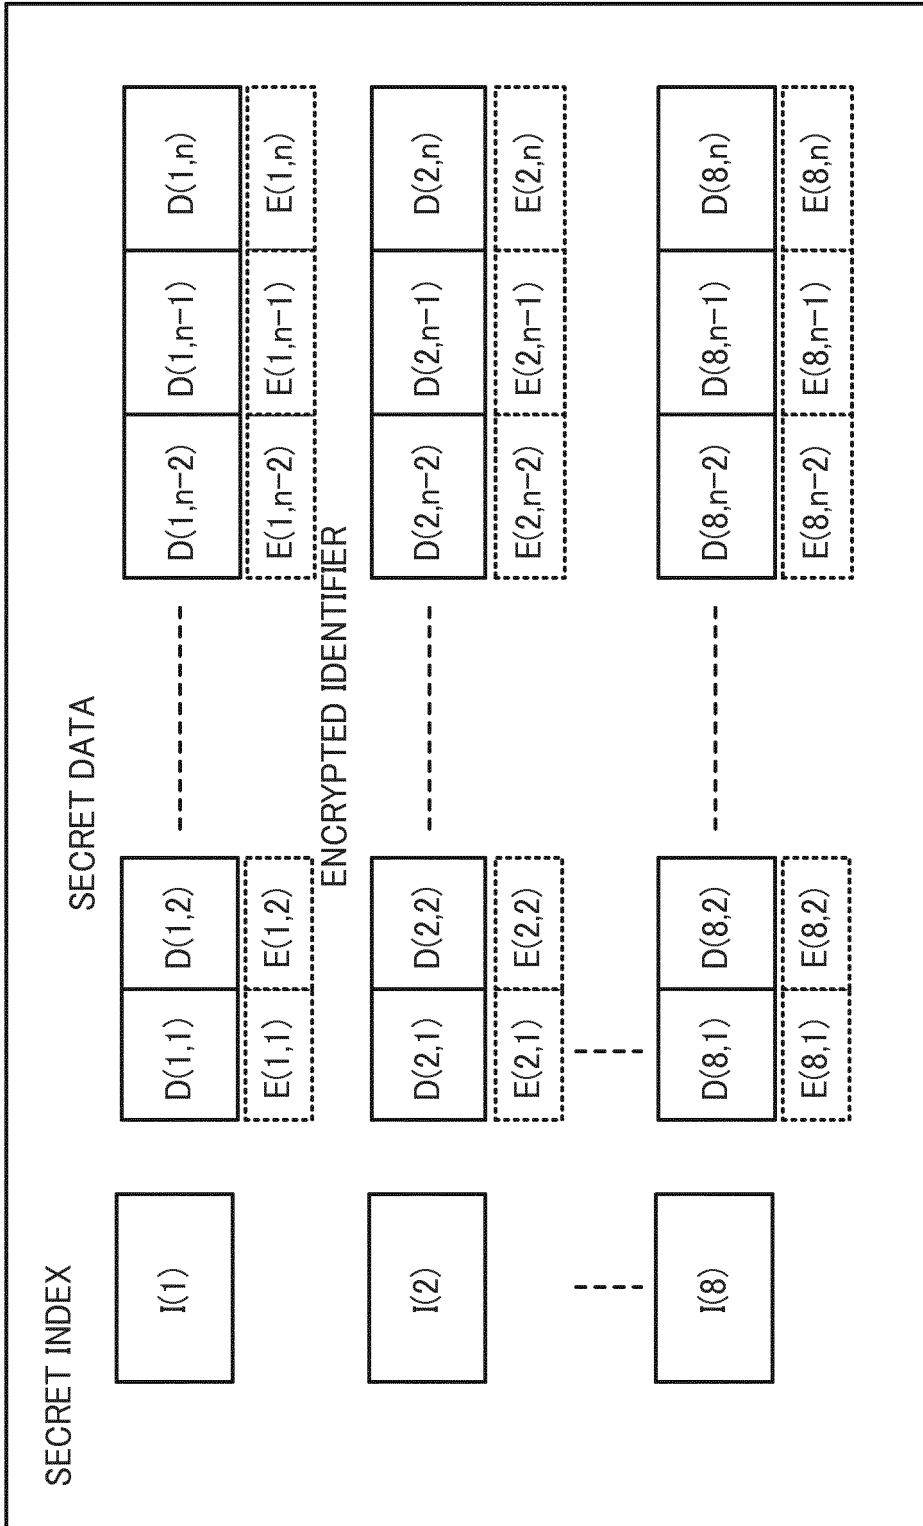 SECRET INDEX
SECRET DATA
I(1)
D(1,1) D(1,2) D(1,n-2) D(1,n-1) D(1,n)
E(1,1) E(1,2) E(1,n-2) E(1,n-1) E(1,n)
ENCRYPTED IDENTIFIER
I(2)
D(2,1) D(2,2) D(2,n-2) D(2,n-1) D(2,n)
E(2,1) E(2,2) E(2,n-2) E(2,n-1) E(2,n)
I(8)
D(8,1) D(8,2) D(8,n-2) D(8,n-1) D(8,n)
E(8,1) E(8,2) E(8,n-2) E(8,n-1) E(8,n)